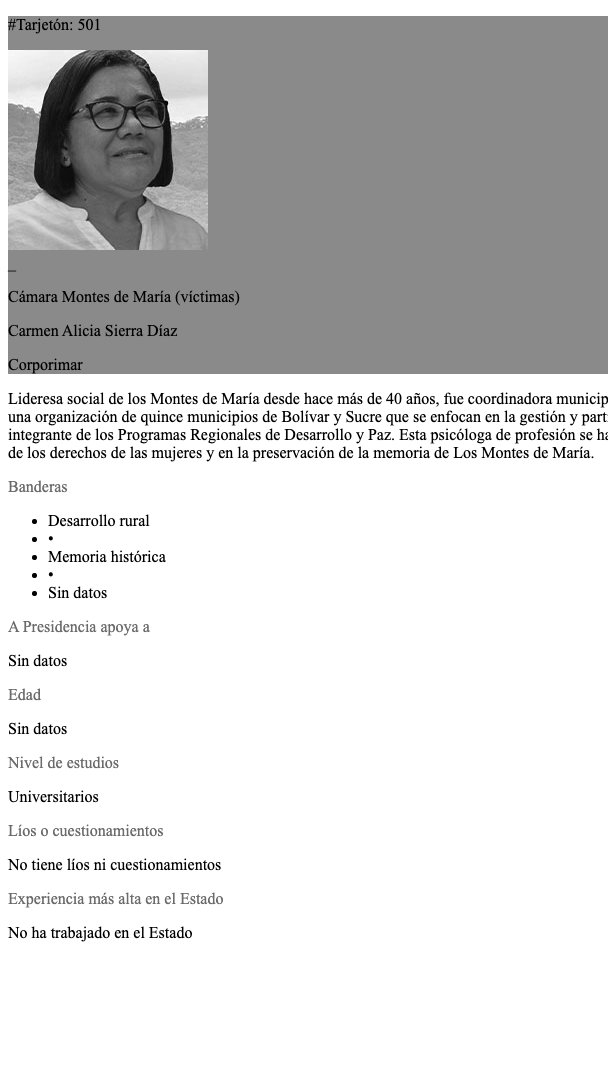 #Tarjetón: 501
_
Cámara Montes de María (víctimas)
Carmen Alicia Sierra Díaz
Corporimar
Lideresa social de los Montes de María desde hace más de 40 años, fue coordinadora municip
una organización de quince municipios de Bolívar y Sucre que se enfocan en la gestión y part
integrante de los Programas Regionales de Desarrollo y Paz. Esta psicóloga de profesión se ha
de los derechos de las mujeres y en la preservación de la memoria de Los Montes de María.
Banderas
• Desarrollo rural
• •
• Memoria histórica
• •
• Sin datos
A Presidencia apoya a
Sin datos
Edad
Sin datos
Nivel de estudios
Universitarios
Líos o cuestionamientos
No tiene líos ni cuestionamientos
Experiencia más alta en el Estado
No ha trabajado en el Estado